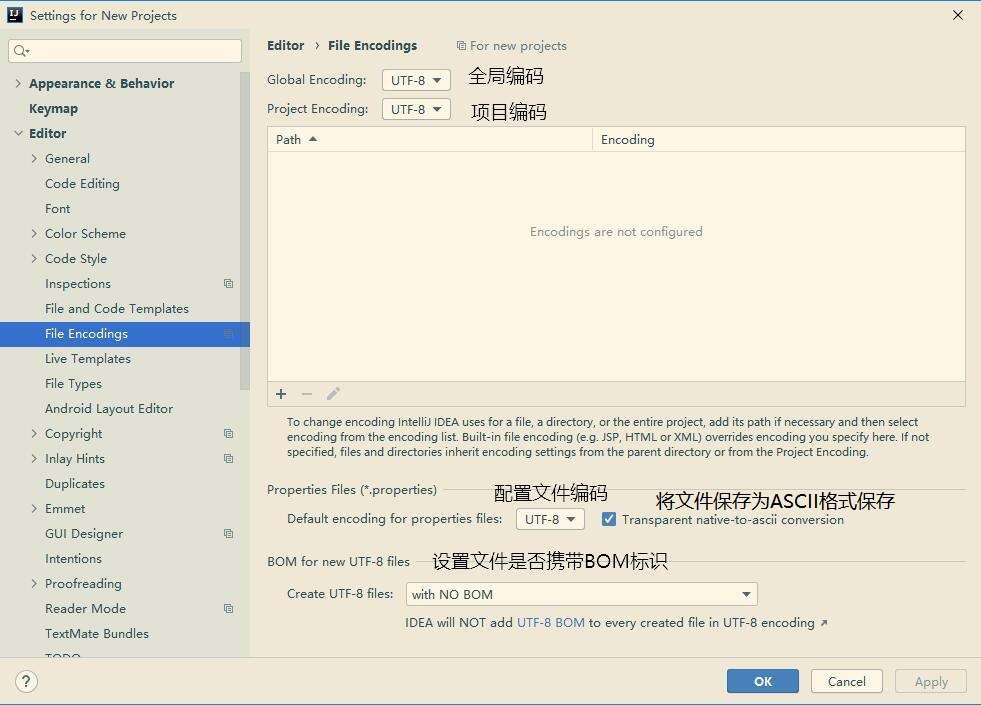 Settings for New Projects
Appearance & Behavior
Keymap
Editor
General
Code Editing
Font
Color Scheme
Code Style
Inspections
File and Code Templates
File Encodings
Live Templates
File Types
Android Layout Editor
Copyright
Inlay Hints
Duplicates
Emmet
GUI Designer
Intentions
Proofreading
Reader Mode
TextMate Bundles
TODO
Editor › File Encodings For new projects
Global Encoding: UTF-8 全局编码
Project Encoding: UTF-8 项目编码
Path Encoding
Encodings are not configured
To change encoding IntelliJ IDEA uses for a file, a directory, or the entire project, add its path if necessary and then select
encoding from the encoding list. Built-in file encoding (e.g. JSP, HTML or XML) overrides encoding you specify here. If not
specified, files and directories inherit encoding settings from the parent directory or from the Project Encoding.
Properties Files (*.properties) 配置文件编码 将文件保存为ASCII格式保存
Default encoding for properties files: UTF-8 Transparent native-to-ascii conversion
BOM for new UTF-8 files 设置文件是否携带BOM标识
Create UTF-8 files: with NO BOM
IDEA will NOT add UTF-8 BOM to every created file in UTF-8 encoding ↗
? OK Cancel Apply